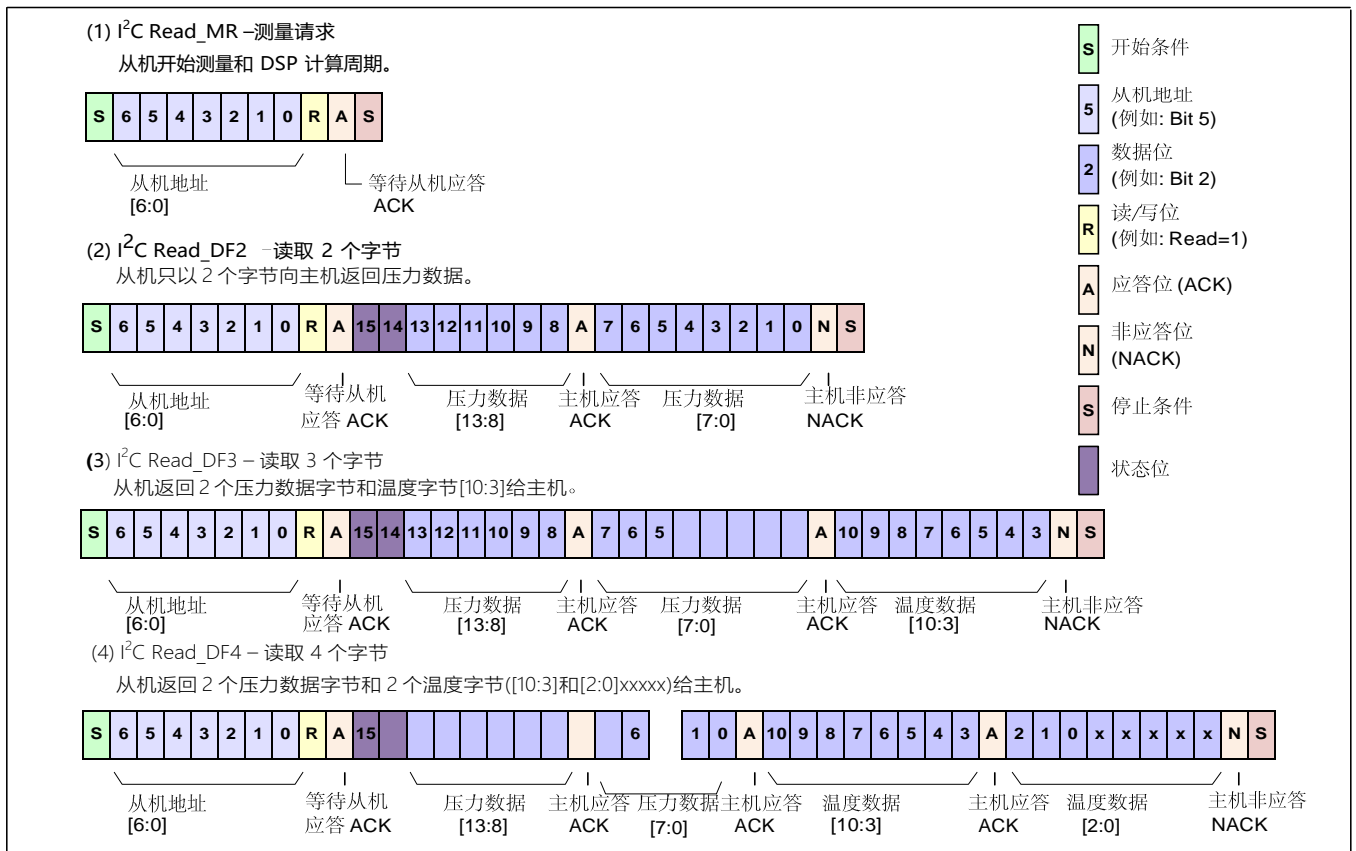 (1) I²C Read_MR –测量请求
从机开始测量和 DSP 计算周期。
S 6 5 4 3 2 1 0 R A S
从机地址
[6:0]
等待从机应答
ACK
(2) I²C Read_DF2 –读取 2 个字节
从机只以 2 个字节向主机返回压力数据。
S 6 5 4 3 2 1 0 R A 15 14 13 12 11 10 9 8 A 7 6 5 4 3 2 1 0 N S
从机地址
[6:0]
等待从机
应答 ACK
压力数据
[13:8]
主机应答
ACK
压力数据
[7:0]
主机非应答
NACK
(3) I²C Read_DF3 – 读取 3 个字节
从机返回 2 个压力数据字节和温度字节[10:3]给主机。
S 6 5 4 3 2 1 0 R A 15 14 13 12 11 10 9 8 A 7 6 5 A 10 9 8 7 6 5 4 3 N S
从机地址
[6:0]
等待从机
应答 ACK
压力数据
[13:8]
主机应答
ACK
压力数据
[7:0]
主机应答
ACK
温度数据
[10:3]
主机非应答
NACK
(4) I²C Read_DF4 – 读取 4 个字节
从机返回 2 个压力数据字节和 2 个温度字节([10:3]和[2:0]xxxxx)给主机。
S 6 5 4 3 2 1 0 R A 15 6 1 0 A 10 9 8 7 6 5 4 3 A 2 1 0 x x x x x N S
从机地址
[6:0]
等待从机
应答 ACK
压力数据
[13:8]
主机应答
ACK
压力数据
[7:0]
主机应答
ACK
温度数据
[10:3]
主机应答
ACK
温度数据
[2:0]
主机非应答
NACK
S 开始条件
5 从机地址
(例如: Bit 5)
2 数据位
(例如: Bit 2)
R 读/写位
(例如: Read=1)
A 应答位 (ACK)
N 非应答位
(NACK)
S 停止条件
状态位